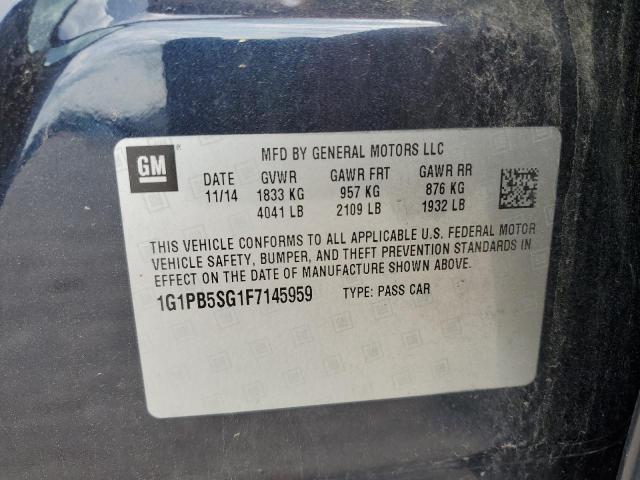 GM
MFD BY GENERAL MOTORS LLC
DATE GVWR GAWR FRT GAWR RR
11/14 1833 KG 957 KG 876 KG
4041 LB 2109 LB 1932 LB
THIS VEHICLE CONFORMS TO ALL APPLICABLE U.S. FEDERAL MOTOR
VEHICLE SAFETY, BUMPER, AND THEFT PREVENTION STANDARDS IN
EFFECT ON THE DATE OF MANUFACTURE SHOWN ABOVE.
1G1PB5SG1F7145959 TYPE: PASS CAR